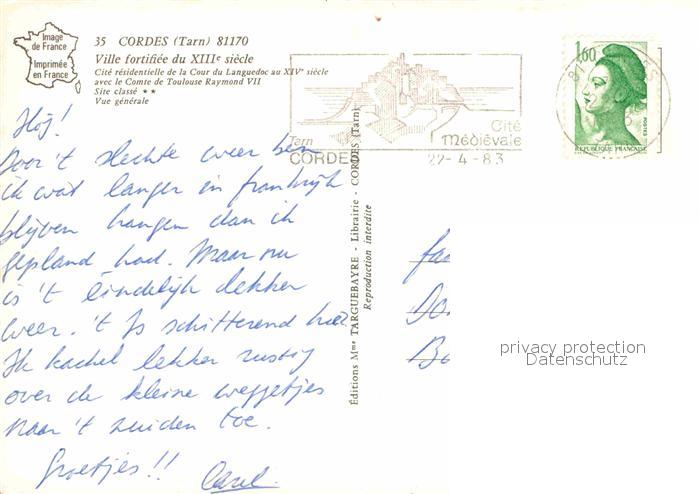 Image
de France
Imprimée
en France
35 CORDES (Tarn) 81170
Ville fortifiée du XIIIe siècle
Cité résidentielle de la Cour du Languedoc au XIVe siècle
avec le Comte de Toulouse Raymond VII
Site classé ★★
Vue générale
Tarn
CORDES
Cité
Médiévale
22-4-83
1,60
POSTES
REPUBLIQUE FRANÇAISE
Hoj!
Door 't slechte weer ben
ik wat langer in frankrijk
blijven hangen dan ik
gepland had. Maar nu
is 't eindelijk lekker
weer. 't Is schitterend hier.
Ik kachel lekker rustig
over de kleine weggetjes
naar 't zuiden toe.
Groetjes!!
Éditions Mme TARGUEBAYRE - Librairie - CORDES (Tarn)
Reproduction interdite
privacy protection
Datenschutz